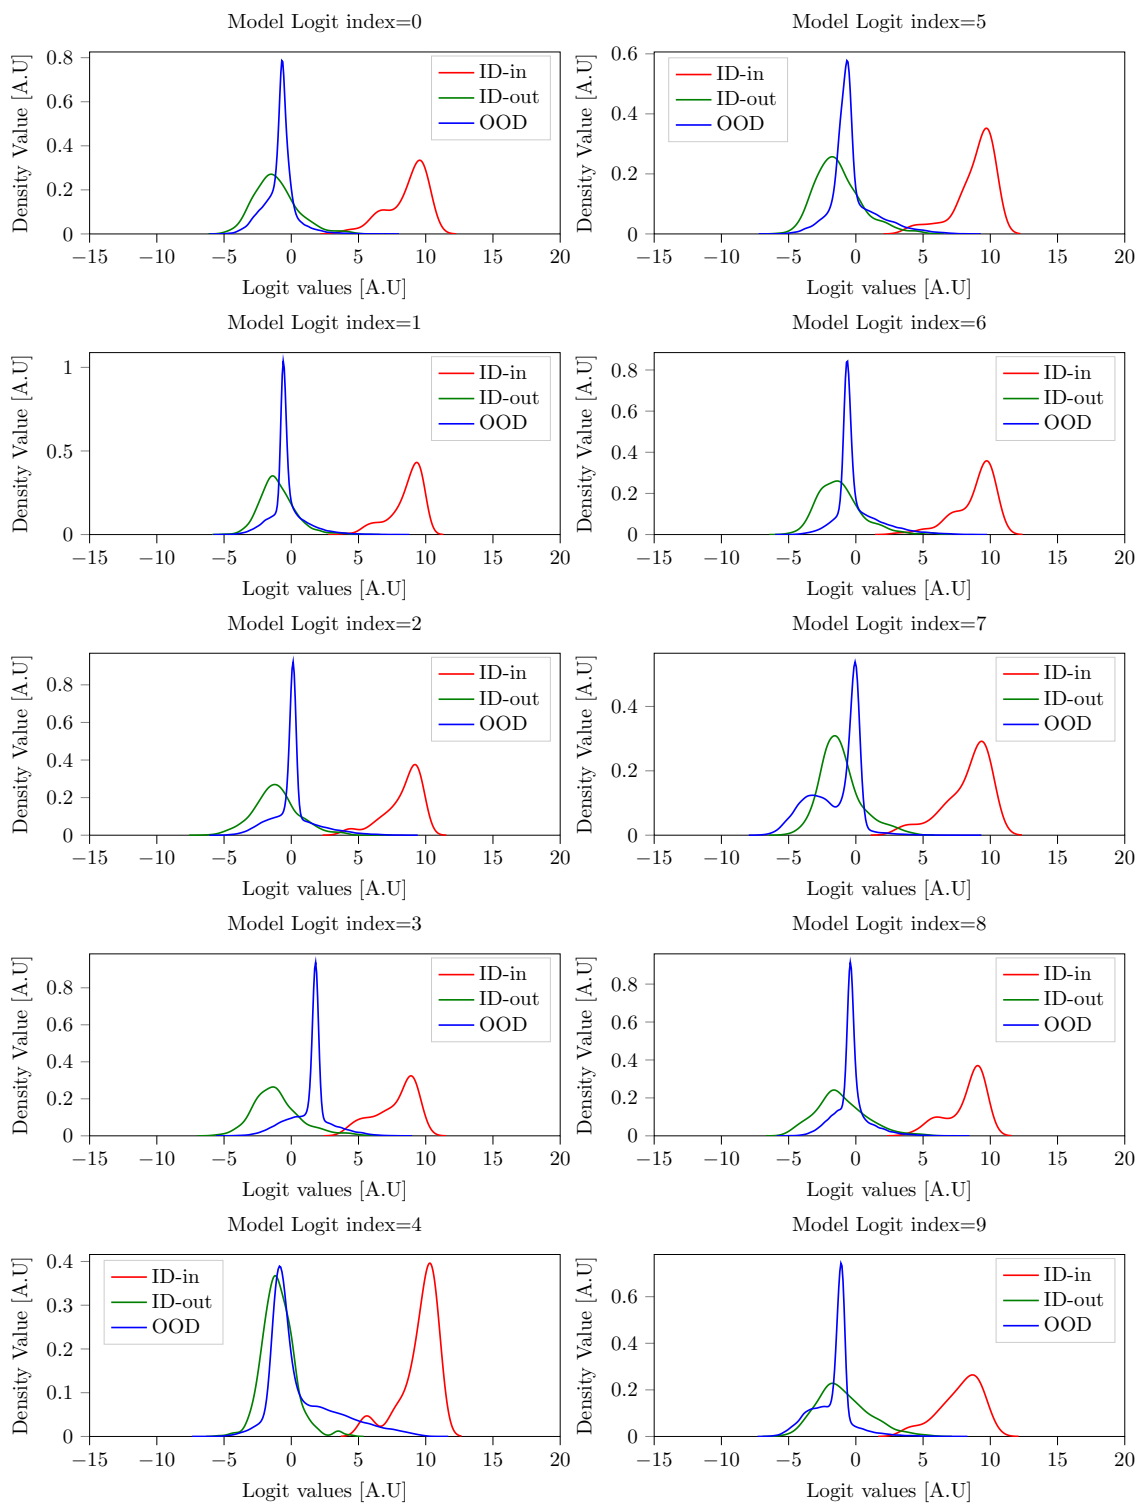 Model Logit index=0
Density Value [A.U]
0.8
0.6
0.4
0.2
0
ID-in
ID-out
OOD
−15 −10 −5 0 5 10 15 20
Logit values [A.U]
Model Logit index=5
Density Value [A.U]
0.6
0.4
0.2
0
ID-in
ID-out
OOD
−15 −10 −5 0 5 10 15 20
Logit values [A.U]
Model Logit index=1
Density Value [A.U]
1
0.5
0
ID-in
ID-out
OOD
−15 −10 −5 0 5 10 15 20
Logit values [A.U]
Model Logit index=6
Density Value [A.U]
0.8
0.6
0.4
0.2
0
ID-in
ID-out
OOD
−15 −10 −5 0 5 10 15 20
Logit values [A.U]
Model Logit index=2
Density Value [A.U]
0.8
0.6
0.4
0.2
0
ID-in
ID-out
OOD
−15 −10 −5 0 5 10 15 20
Logit values [A.U]
Model Logit index=7
Density Value [A.U]
0.4
0.2
0
ID-in
ID-out
OOD
−15 −10 −5 0 5 10 15 20
Logit values [A.U]
Model Logit index=3
Density Value [A.U]
0.8
0.6
0.4
0.2
0
ID-in
ID-out
OOD
−15 −10 −5 0 5 10 15 20
Logit values [A.U]
Model Logit index=8
Density Value [A.U]
0.8
0.6
0.4
0.2
0
ID-in
ID-out
OOD
−15 −10 −5 0 5 10 15 20
Logit values [A.U]
Model Logit index=4
Density Value [A.U]
0.4
0.3
0.2
0.1
0
ID-in
ID-out
OOD
−15 −10 −5 0 5 10 15 20
Logit values [A.U]
Model Logit index=9
Density Value [A.U]
0.6
0.4
0.2
0
ID-in
ID-out
OOD
−15 −10 −5 0 5 10 15 20
Logit values [A.U]